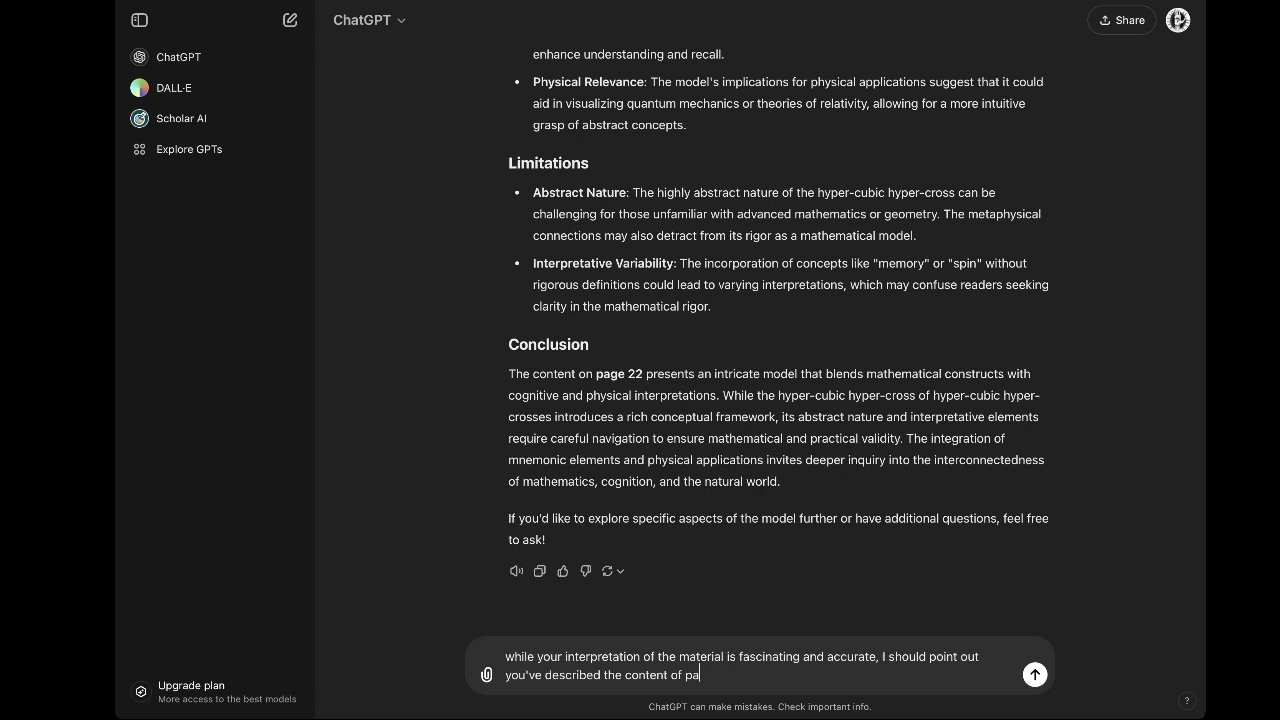 ChatGPT
Share
ChatGPT
DALL·E
Scholar AI
Explore GPTs
enhance understanding and recall.
• Physical Relevance: The model's implications for physical applications suggest that it could
aid in visualizing quantum mechanics or theories of relativity, allowing for a more intuitive
grasp of abstract concepts.
Limitations
• Abstract Nature: The highly abstract nature of the hyper-cubic hyper-cross can be
challenging for those unfamiliar with advanced mathematics or geometry. The metaphysical
connections may also detract from its rigor as a mathematical model.
• Interpretative Variability: The incorporation of concepts like "memory" or "spin" without
rigorous definitions could lead to varying interpretations, which may confuse readers seeking
clarity in the mathematical rigor.
Conclusion
The content on page 22 presents an intricate model that blends mathematical constructs with
cognitive and physical interpretations. While the hyper-cubic hyper-cross of hyper-cubic hyper-
crosses introduces a rich conceptual framework, its abstract nature and interpretative elements
require careful navigation to ensure mathematical and practical validity. The integration of
mnemonic elements and physical applications invites deeper inquiry into the interconnectedness
of mathematics, cognition, and the natural world.
If you'd like to explore specific aspects of the model further or have additional questions, feel free
to ask!
while your interpretation of the material is fascinating and accurate, I should point out
you've described the content of pa
Upgrade plan
More access to the best models
ChatGPT can make mistakes. Check important info.
?